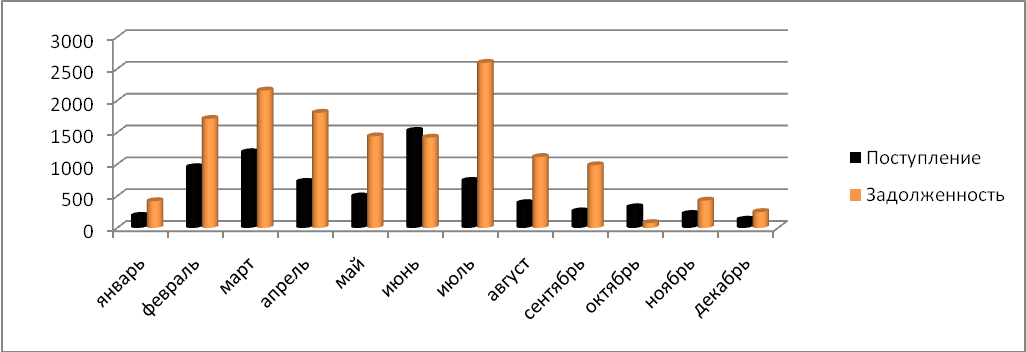 3000
2500
2000
1500
1000
500
0
январь
февраль
март
апрель
май
июнь
июль
август
сентябрь
октябрь
ноябрь
декабрь
Поступление
Задолженность